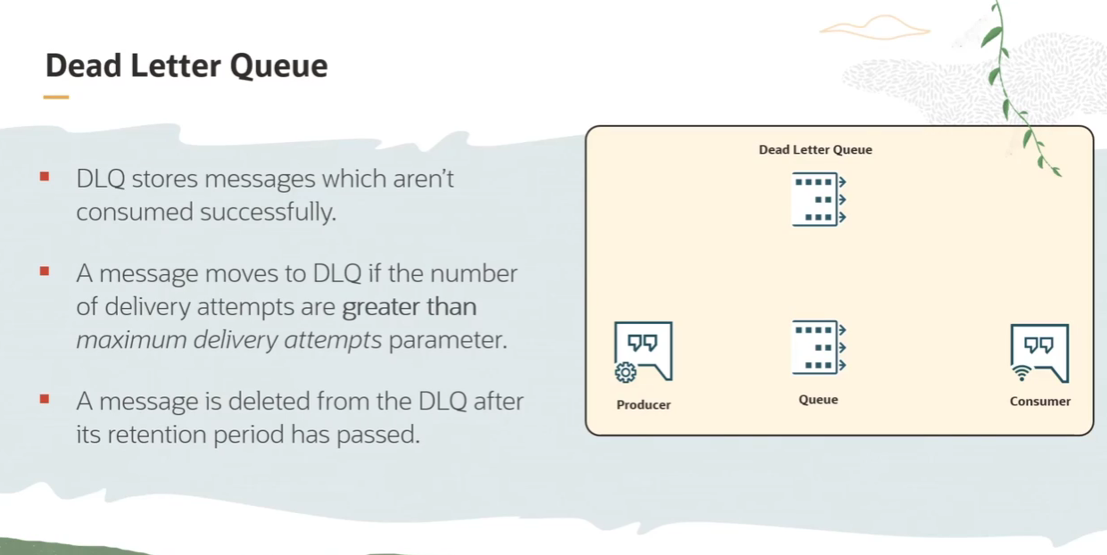 Dead Letter Queue
DLQ stores messages which aren't
consumed successfully.
A message moves to DLQ if the number
of delivery attempts are greater than
maximum delivery attempts parameter.
A message is deleted from the DLQ after
its retention period has passed.
Dead Letter Queue
Producer
Queue
Consumer